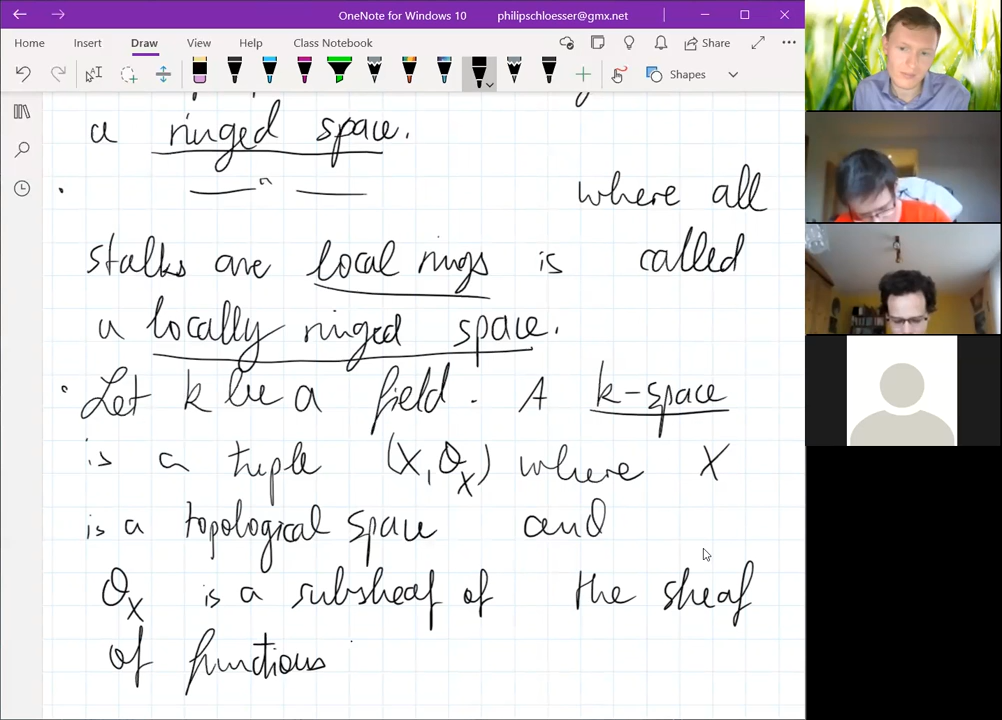 OneNote for Windows 10
philipschloesser@gmx.net
Home Insert Draw View Help Class Notebook Share
Shapes
a ringed space.
where all
stalks are local rings is called
a locally ringed space.
Let k be a field. A k-space
is a tuple (X, O_X) where X
is a topological space and
O_X is a subsheaf of the sheaf
of functions